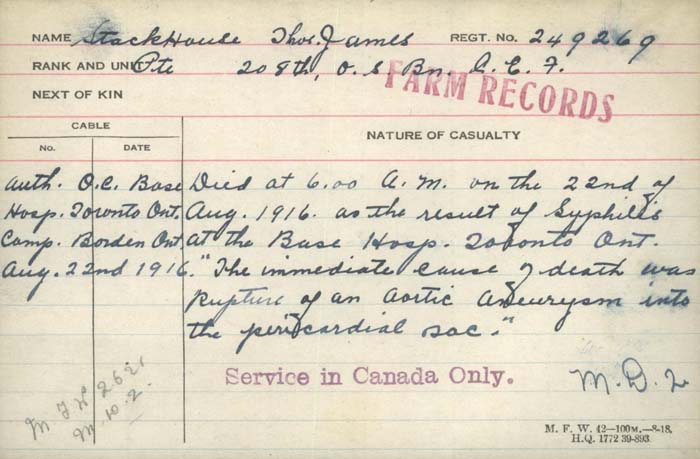 NAME Stackhouse Thos. James REGT. No. 249269
RANK AND UNIT Pte 208th, O.S. Bn. C.E.F.
FARM RECORDS
NEXT OF KIN
CABLE
No. DATE
NATURE OF CASUALTY
Auth. O.C. Base
Hosp. Toronto Ont.
Camp. Borden Ont
Aug. 22nd 1916.
Died at 6.00 A.M. on the 22nd of
Aug. 1916. as the result of Syphilis
at the Base Hosp. Toronto Ont.
"The immediate cause of death was
Rupture of an Aortic Aneurysm into
the pericardial sac."
Service in Canada Only.
M.D. 2
M. 10.2.
M. F. W. 42—100M.—8-18.
H.Q. 1772 39-893.